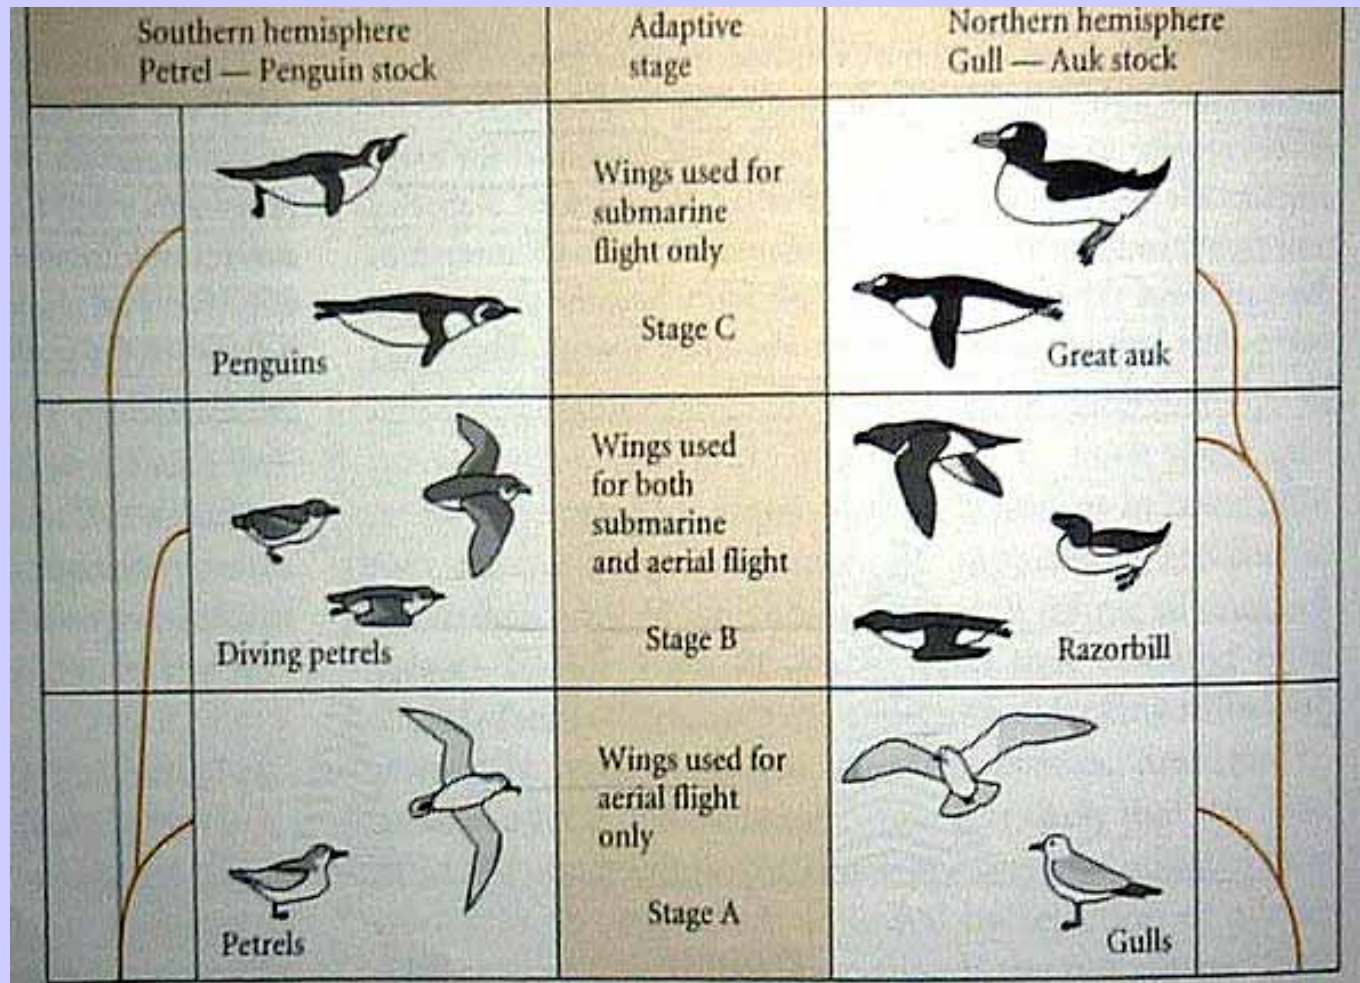 Southern hemisphere
Petrel — Penguin stock
Adaptive
stage
Northern hemisphere
Gull — Auk stock
Penguins
Wings used for
submarine
flight only
Stage C
Great auk
Diving petrels
Wings used
for both
submarine
and aerial flight
Stage B
Razorbill
Petrels
Wings used for
aerial flight
only
Stage A
Gulls